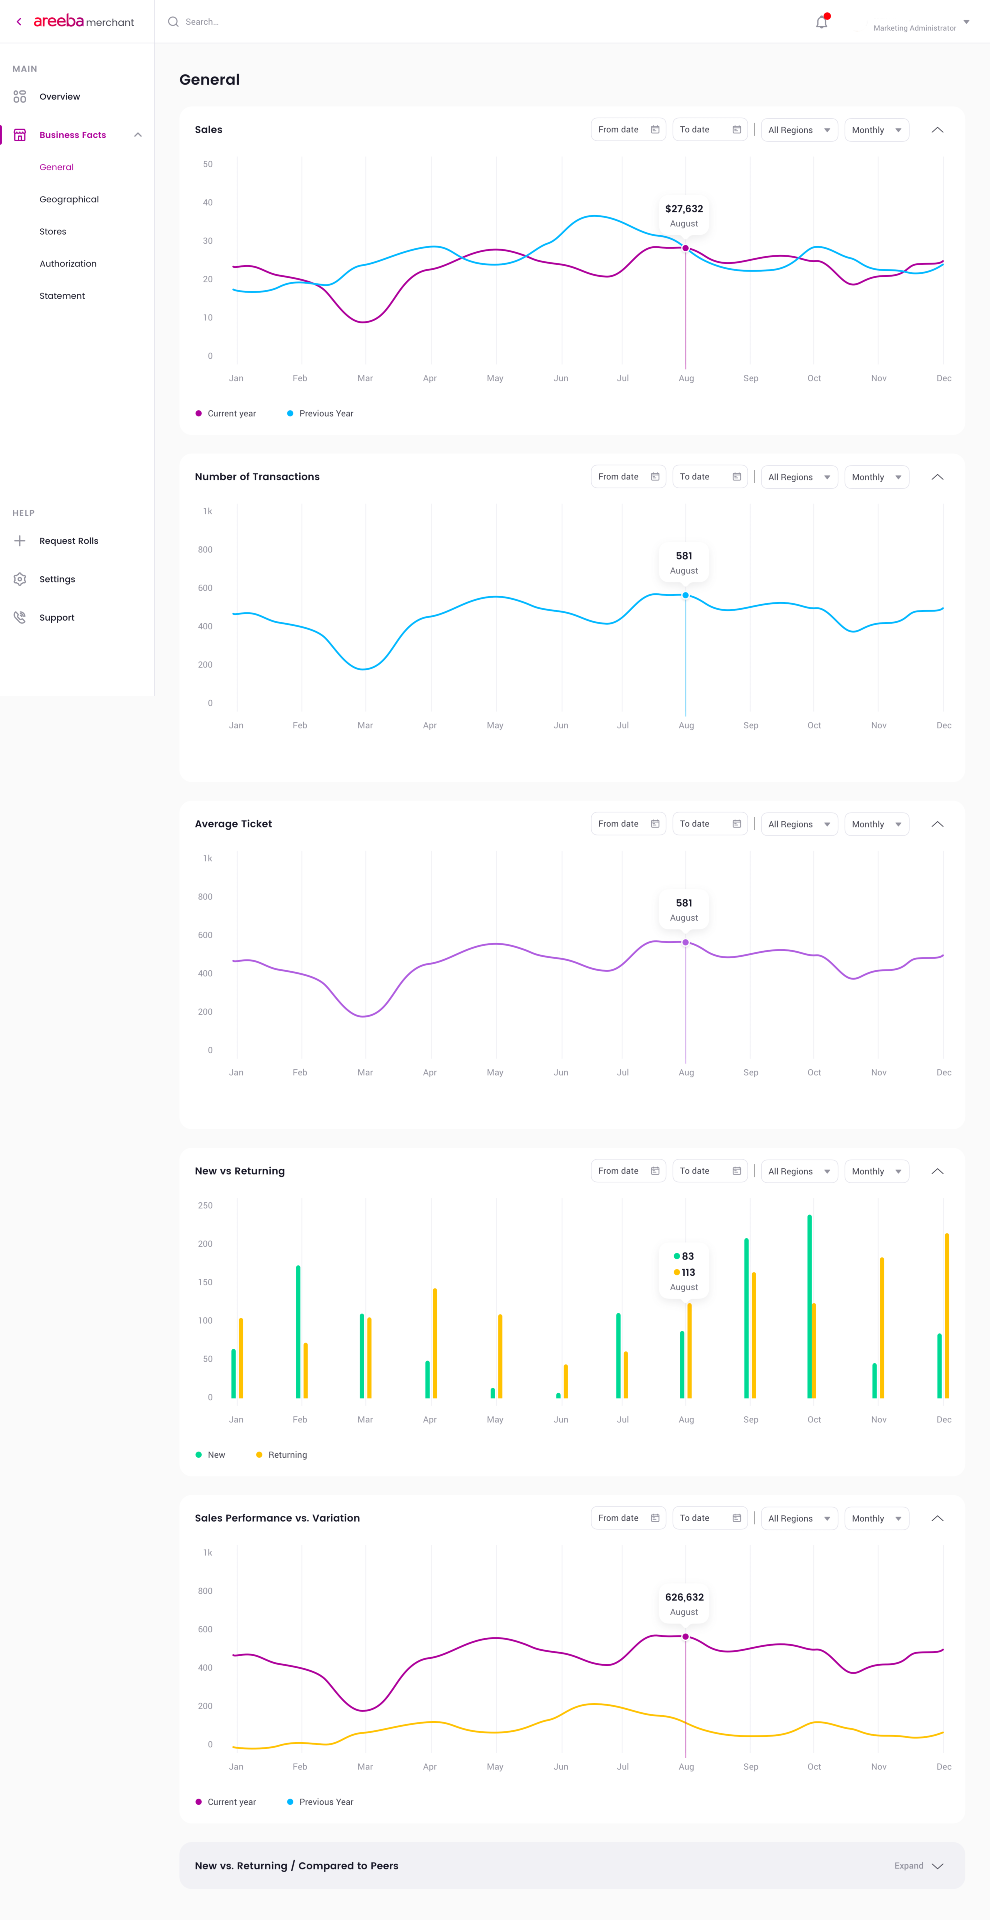 areeba merchant
Search...
Marketing Administrator
MAIN
Overview
Business Facts
General
Geographical
Stores
Authorization
Statement
HELP
Request Rolls
Settings
Support
General
Sales
From date To date All Regions Monthly
50
40
30
20
10
0
$27,632
August
Jan Feb Mar Apr May Jun Jul Aug Sep Oct Nov Dec
Current year Previous Year
Number of Transactions
From date To date All Regions Monthly
1k
800
600
400
200
0
581
August
Jan Feb Mar Apr May Jun Jul Aug Sep Oct Nov Dec
Average Ticket
From date To date All Regions Monthly
1k
800
600
400
200
0
581
August
Jan Feb Mar Apr May Jun Jul Aug Sep Oct Nov Dec
New vs Returning
From date To date All Regions Monthly
250
200
150
100
50
0
83
113
August
Jan Feb Mar Apr May Jun Jul Aug Sep Oct Nov Dec
New Returning
Sales Performance vs. Variation
From date To date All Regions Monthly
1k
800
600
400
200
0
626,632
August
Jan Feb Mar Apr May Jun Jul Aug Sep Oct Nov Dec
Current year Previous Year
New vs. Returning / Compared to Peers
Expand